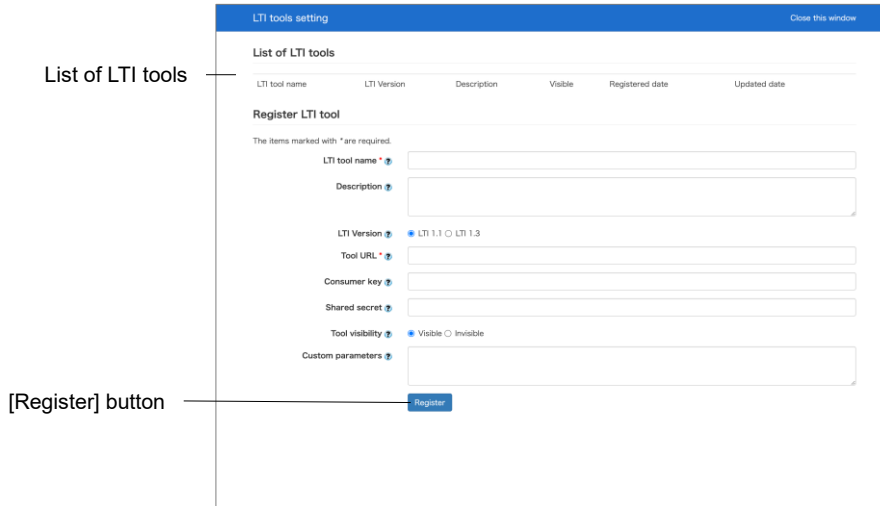 LTI tools setting Close this window
List of LTI tools
List of LTI tools
LTI tool name LTI Version Description Visible Registered date Updated date
Register LTI tool
The items marked with *are required.
LTI tool name * ?
Description ?
LTI Version ? LTI 1.1 LTI 1.3
Tool URL * ?
Consumer key ?
Shared secret ?
Tool visibility ? Visible Invisible
Custom parameters ?
[Register] button Register